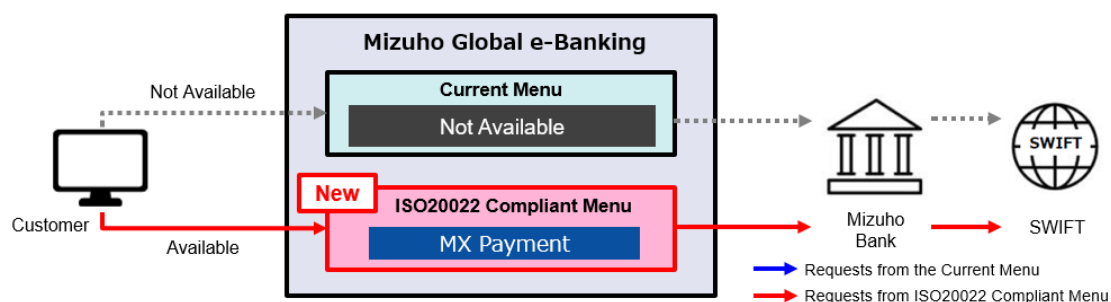 Mizuho Global e-Banking
Not Available
Current Menu
Not Available
SWIFT
New
ISO20022 Compliant Menu
MX Payment
Customer
Available
Mizuho
Bank
SWIFT
Requests from the Current Menu
Requests from ISO20022 Compliant Menu